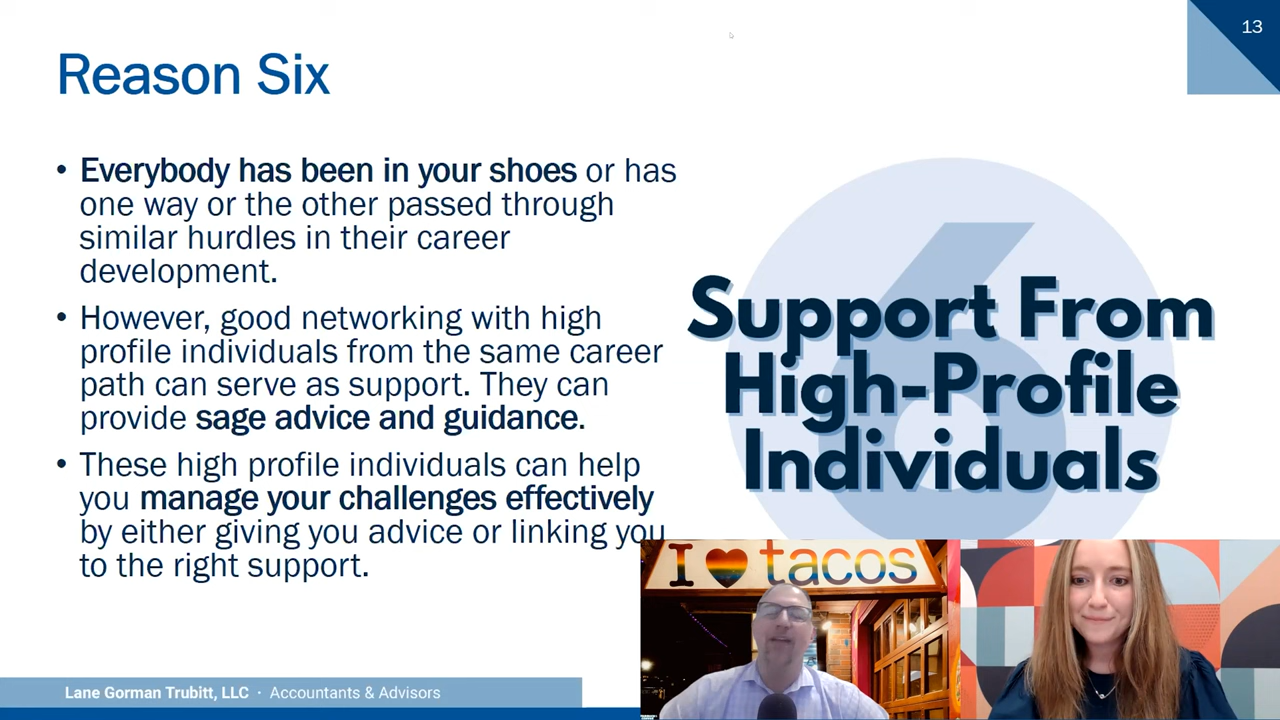 13
Reason Six
• Everybody has been in your shoes or has
one way or the other passed through
similar hurdles in their career
development.
• However, good networking with high
profile individuals from the same career
path can serve as support. They can
provide sage advice and guidance.
• These high profile individuals can help
you manage your challenges effectively
by either giving you advice or linking you
to the right support.
6
Support From
High-Profile
Individuals
I ♥ tacos
Lane Gorman Trubitt, LLC · Accountants & Advisors